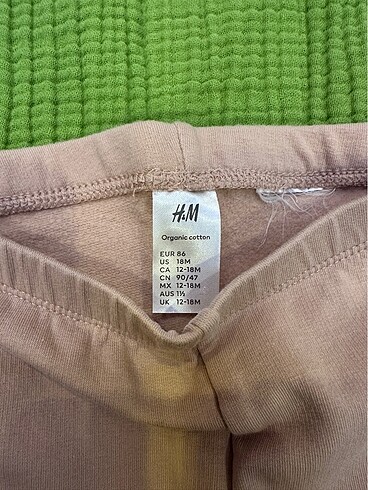 H&M
Organic cotton
EUR 86
US 18M
CA 12-18M
CN 90/47
MX 12-18M
AUS 1½
UK 12-18M